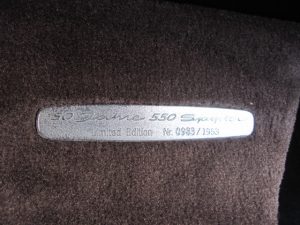 50 Jahre 550 Spyder
Limited Edition Nr. 0983/1953